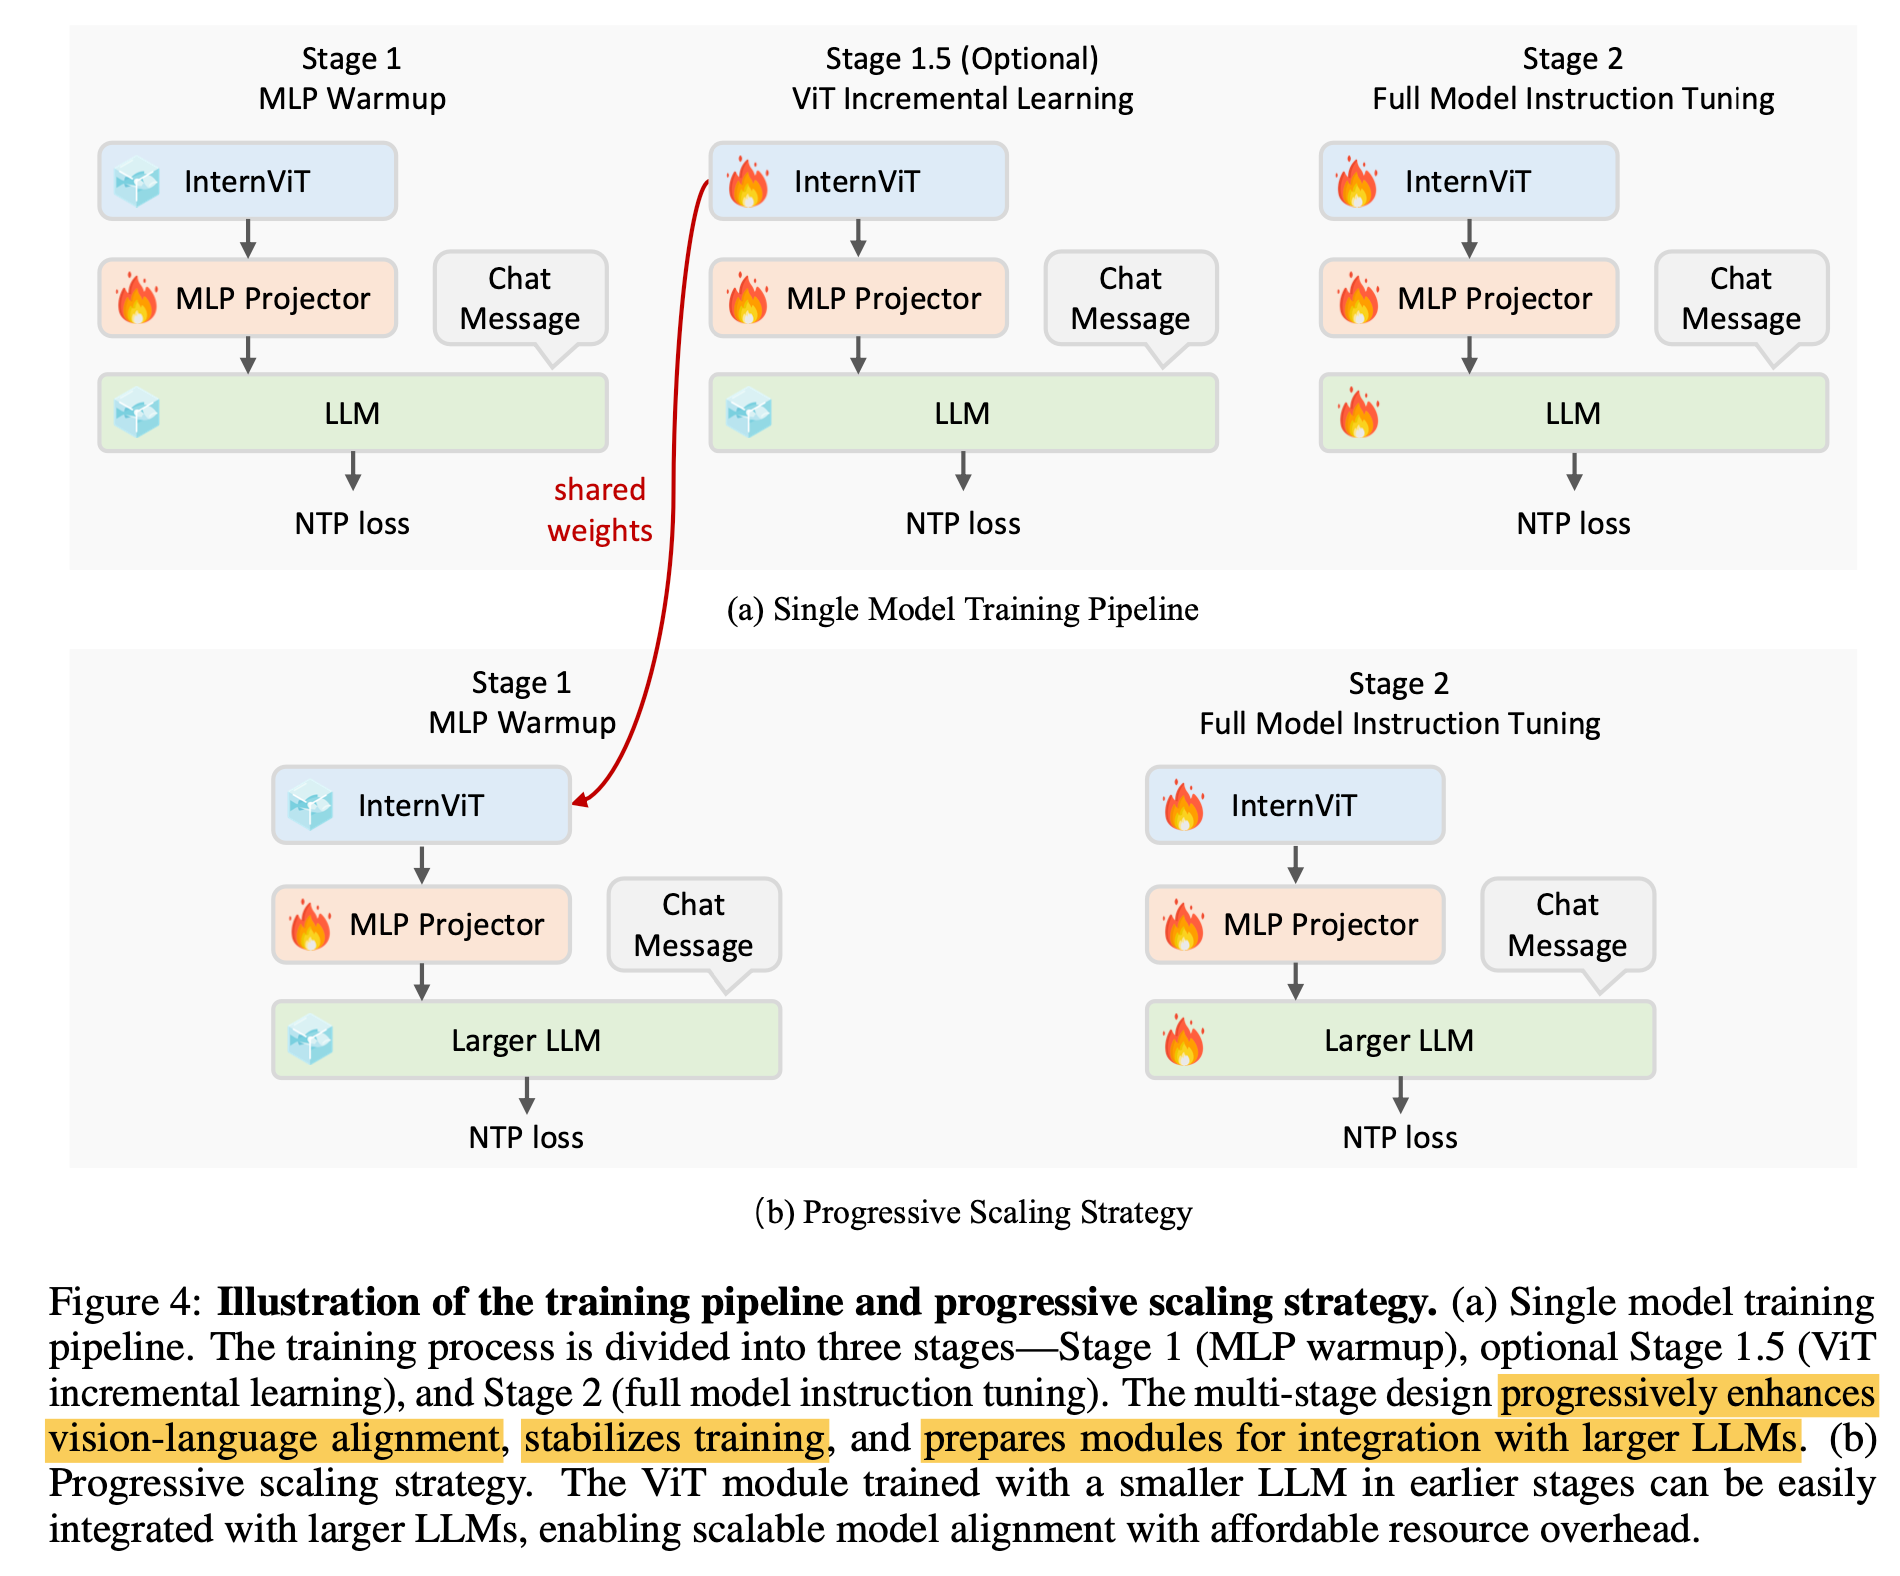 Stage 1
MLP Warmup
InternViT
MLP Projector
Chat
Message
LLM
NTP loss
Stage 1.5 (Optional)
ViT Incremental Learning
InternViT
MLP Projector
Chat
Message
LLM
NTP loss
Stage 2
Full Model Instruction Tuning
InternViT
MLP Projector
Chat
Message
LLM
NTP loss
shared
weights
(a) Single Model Training Pipeline
Stage 1
MLP Warmup
InternViT
MLP Projector
Chat
Message
Larger LLM
NTP loss
Stage 2
Full Model Instruction Tuning
InternViT
MLP Projector
Chat
Message
Larger LLM
NTP loss
(b) Progressive Scaling Strategy
Figure 4: Illustration of the training pipeline and progressive scaling strategy. (a) Single model training
pipeline. The training process is divided into three stages—Stage 1 (MLP warmup), optional Stage 1.5 (ViT
incremental learning), and Stage 2 (full model instruction tuning). The multi-stage design progressively enhances
vision-language alignment, stabilizes training, and prepares modules for integration with larger LLMs. (b)
Progressive scaling strategy. The ViT module trained with a smaller LLM in earlier stages can be easily
integrated with larger LLMs, enabling scalable model alignment with affordable resource overhead.